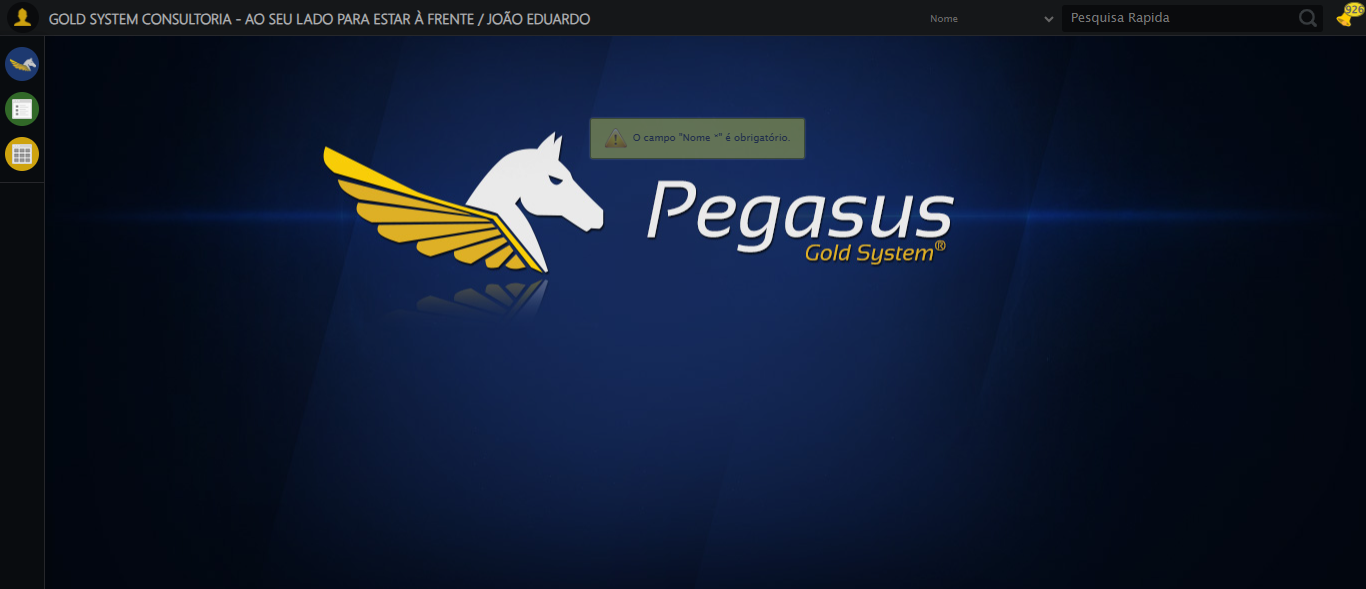 GOLD SYSTEM CONSULTORIA - AO SEU LADO PARA ESTAR À FRENTE / JOÃO EDUARDO
Nome
Pesquisa Rapida
926
O campo "Nome *" é obrigatório.
Pegasus
Gold System®